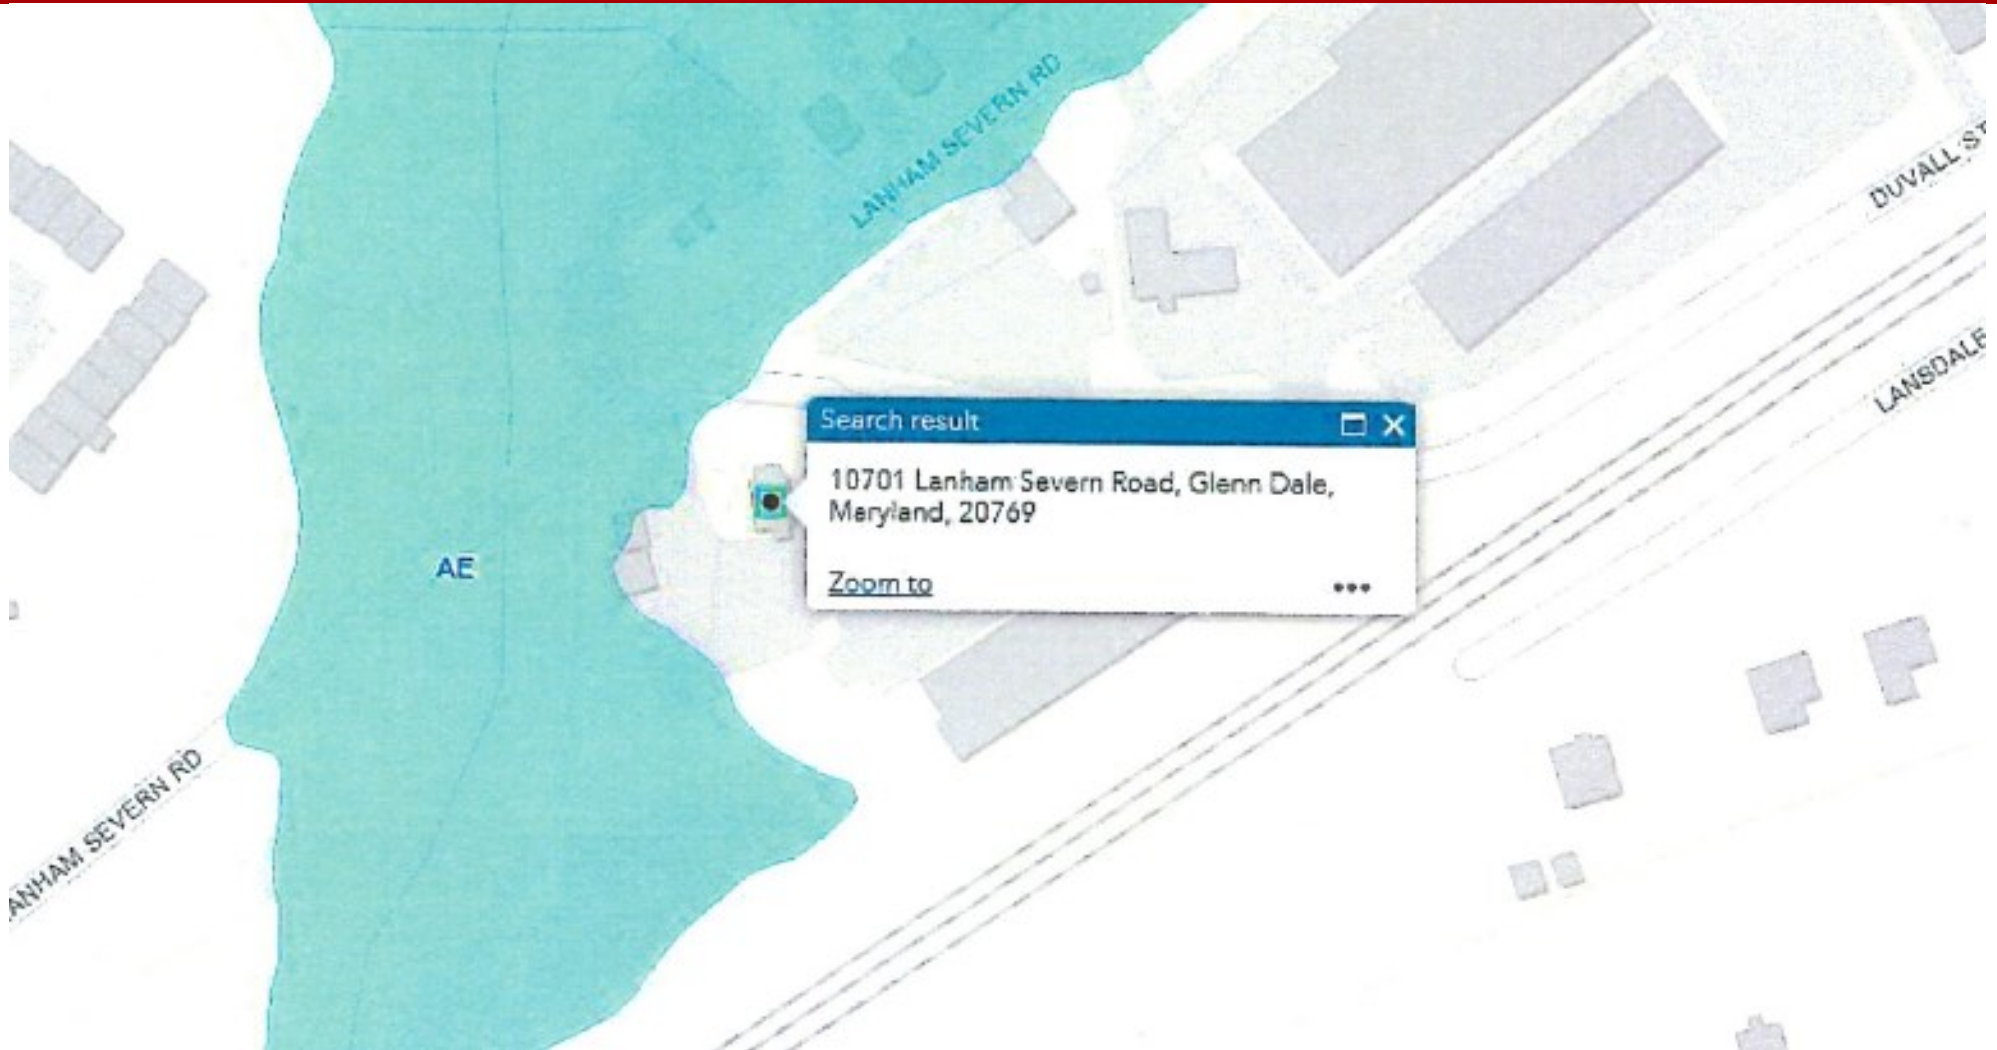 LANHAM SEVERN RD
DUVALL ST
LANSDALE
Search result
10701 Lanham Severn Road, Glenn Dale,
Maryland, 20769
Zoom to
AE
ANHAM SEVERN RD